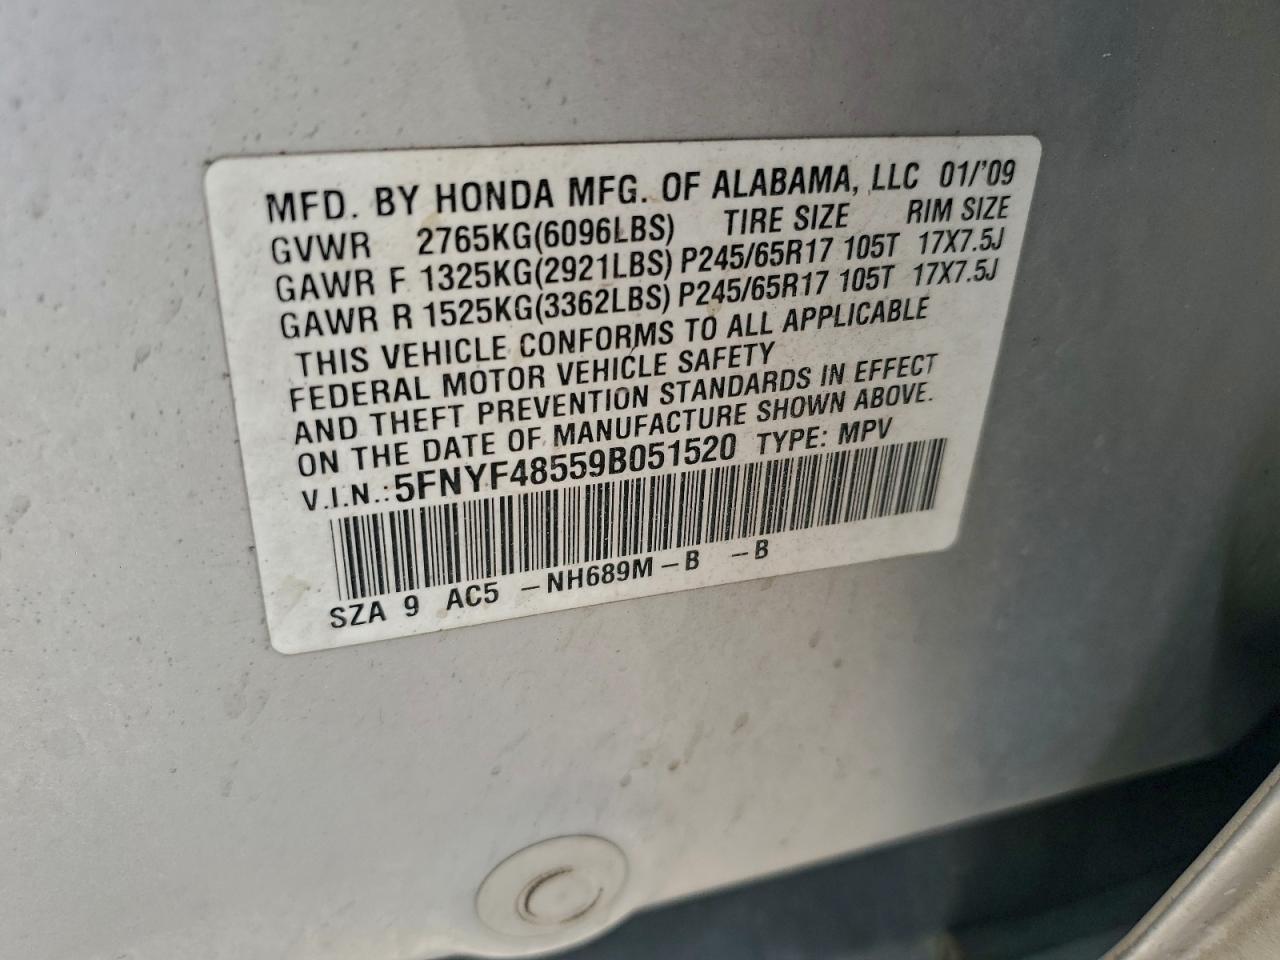 MFD. BY HONDA MFG. OF ALABAMA, LLC 01/'09
GVWR 2765KG(6096LBS) TIRE SIZE RIM SIZE
GAWR F 1325KG(2921LBS) P245/65R17 105T 17X7.5J
GAWR R 1525KG(3362LBS) P245/65R17 105T 17X7.5J
THIS VEHICLE CONFORMS TO ALL APPLICABLE
FEDERAL MOTOR VEHICLE SAFETY
AND THEFT PREVENTION STANDARDS IN EFFECT
ON THE DATE OF MANUFACTURE SHOWN ABOVE.
V.I.N.: 5FNYF48559B051520 TYPE: MPV
SZA 9 AC5 -NH689M-B -B